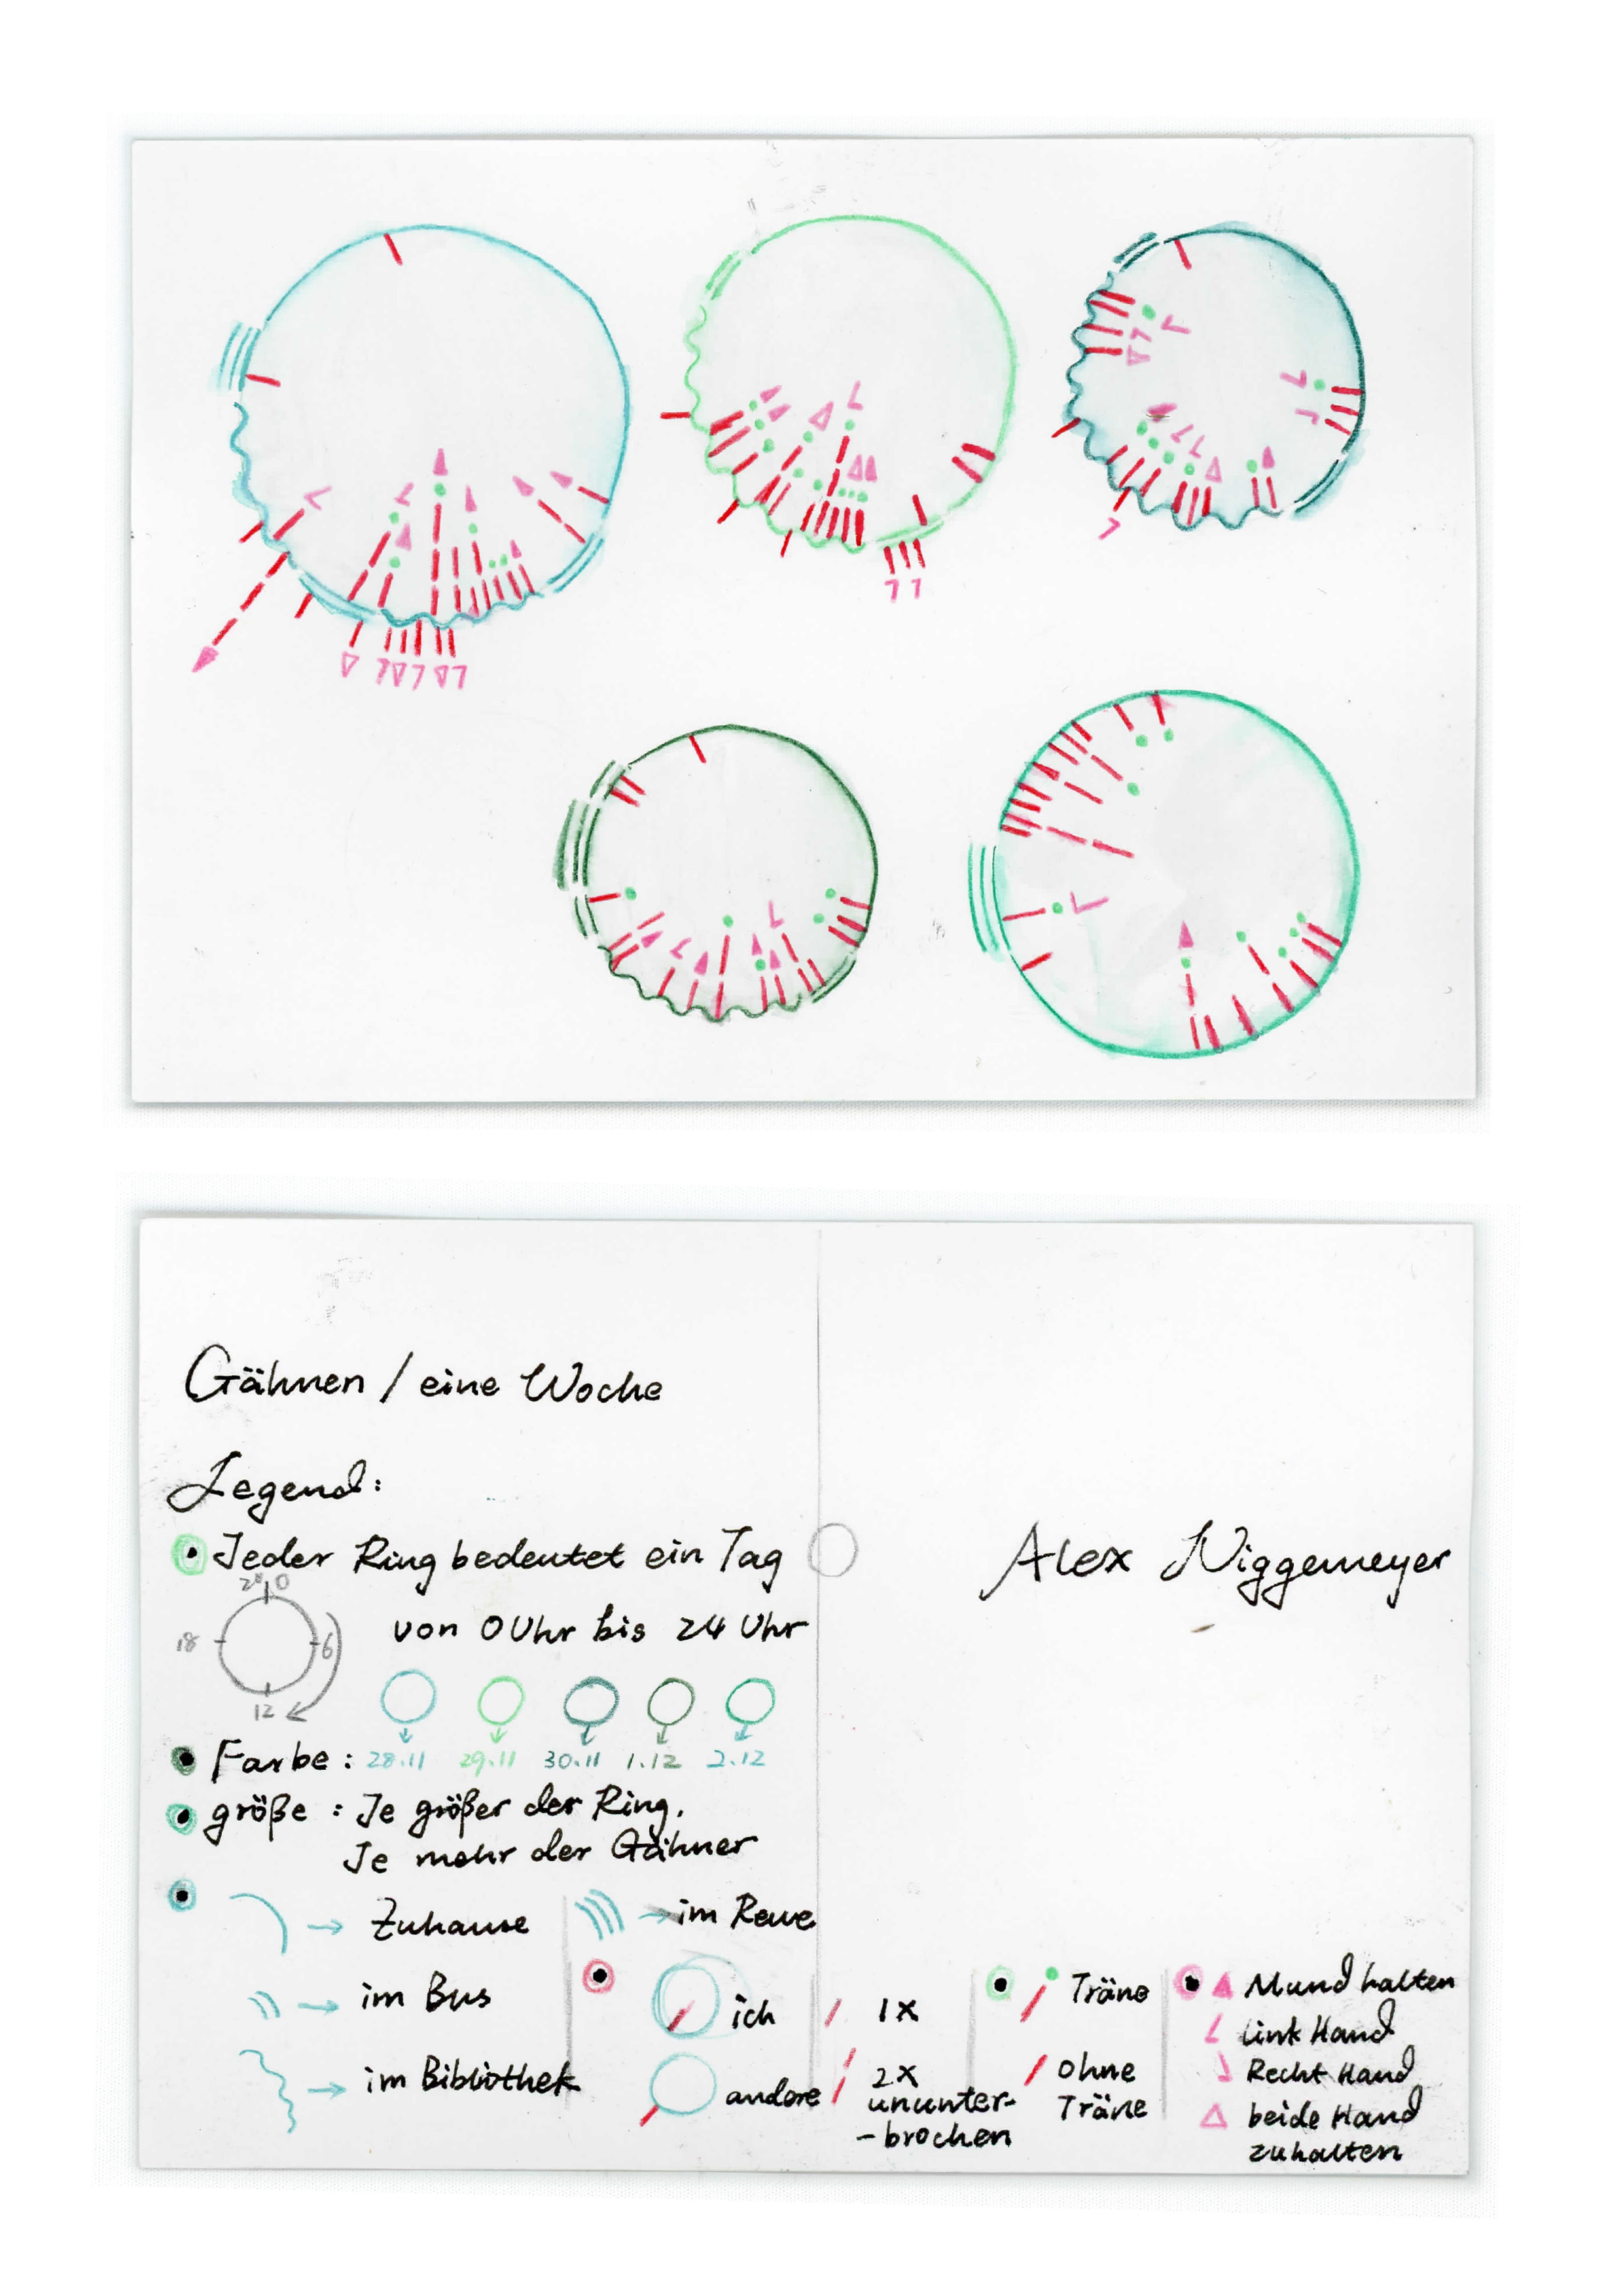 Gähnen / eine Woche
Legend:
Jeder Ring bedeutet ein Tag
24 0
18
6
12
von 0 Uhr bis 24 Uhr
Farbe : 28.11 29.11 30.11 1.12 2.12
größe : Je größer der Ring,
Je mehr der Gähner
Zuhause
im Rewe
im Bus
im Bibliothek
ich
andere
1x
2x
ununter-
-brochen
Träne
ohne
Träne
Mund halten
Link Hand
Recht Hand
beide Hand
zuhalten
Alex Niggemeyer